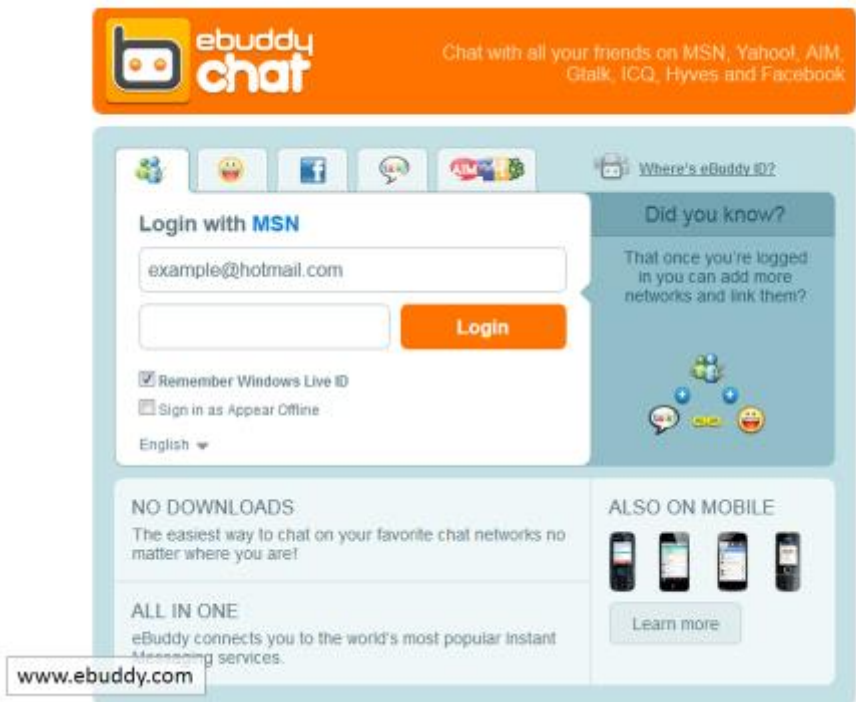 ebuddy
chat
Chat with all your friends on MSN, Yahoo!, AIM,
Gtalk, ICQ, Hyves and Facebook
AIM
Where's eBuddy ID?
Login with MSN
example@hotmail.com
Login
Remember Windows Live ID
Sign in as Appear Offline
English
Did you know?
That once you're logged
in you can add more
networks and link them?
NO DOWNLOADS
The easiest way to chat on your favorite chat networks no
matter where you are!
ALL IN ONE
eBuddy connects you to the world's most popular Instant
Messaging services.
ALSO ON MOBILE
Learn more
www.ebuddy.com